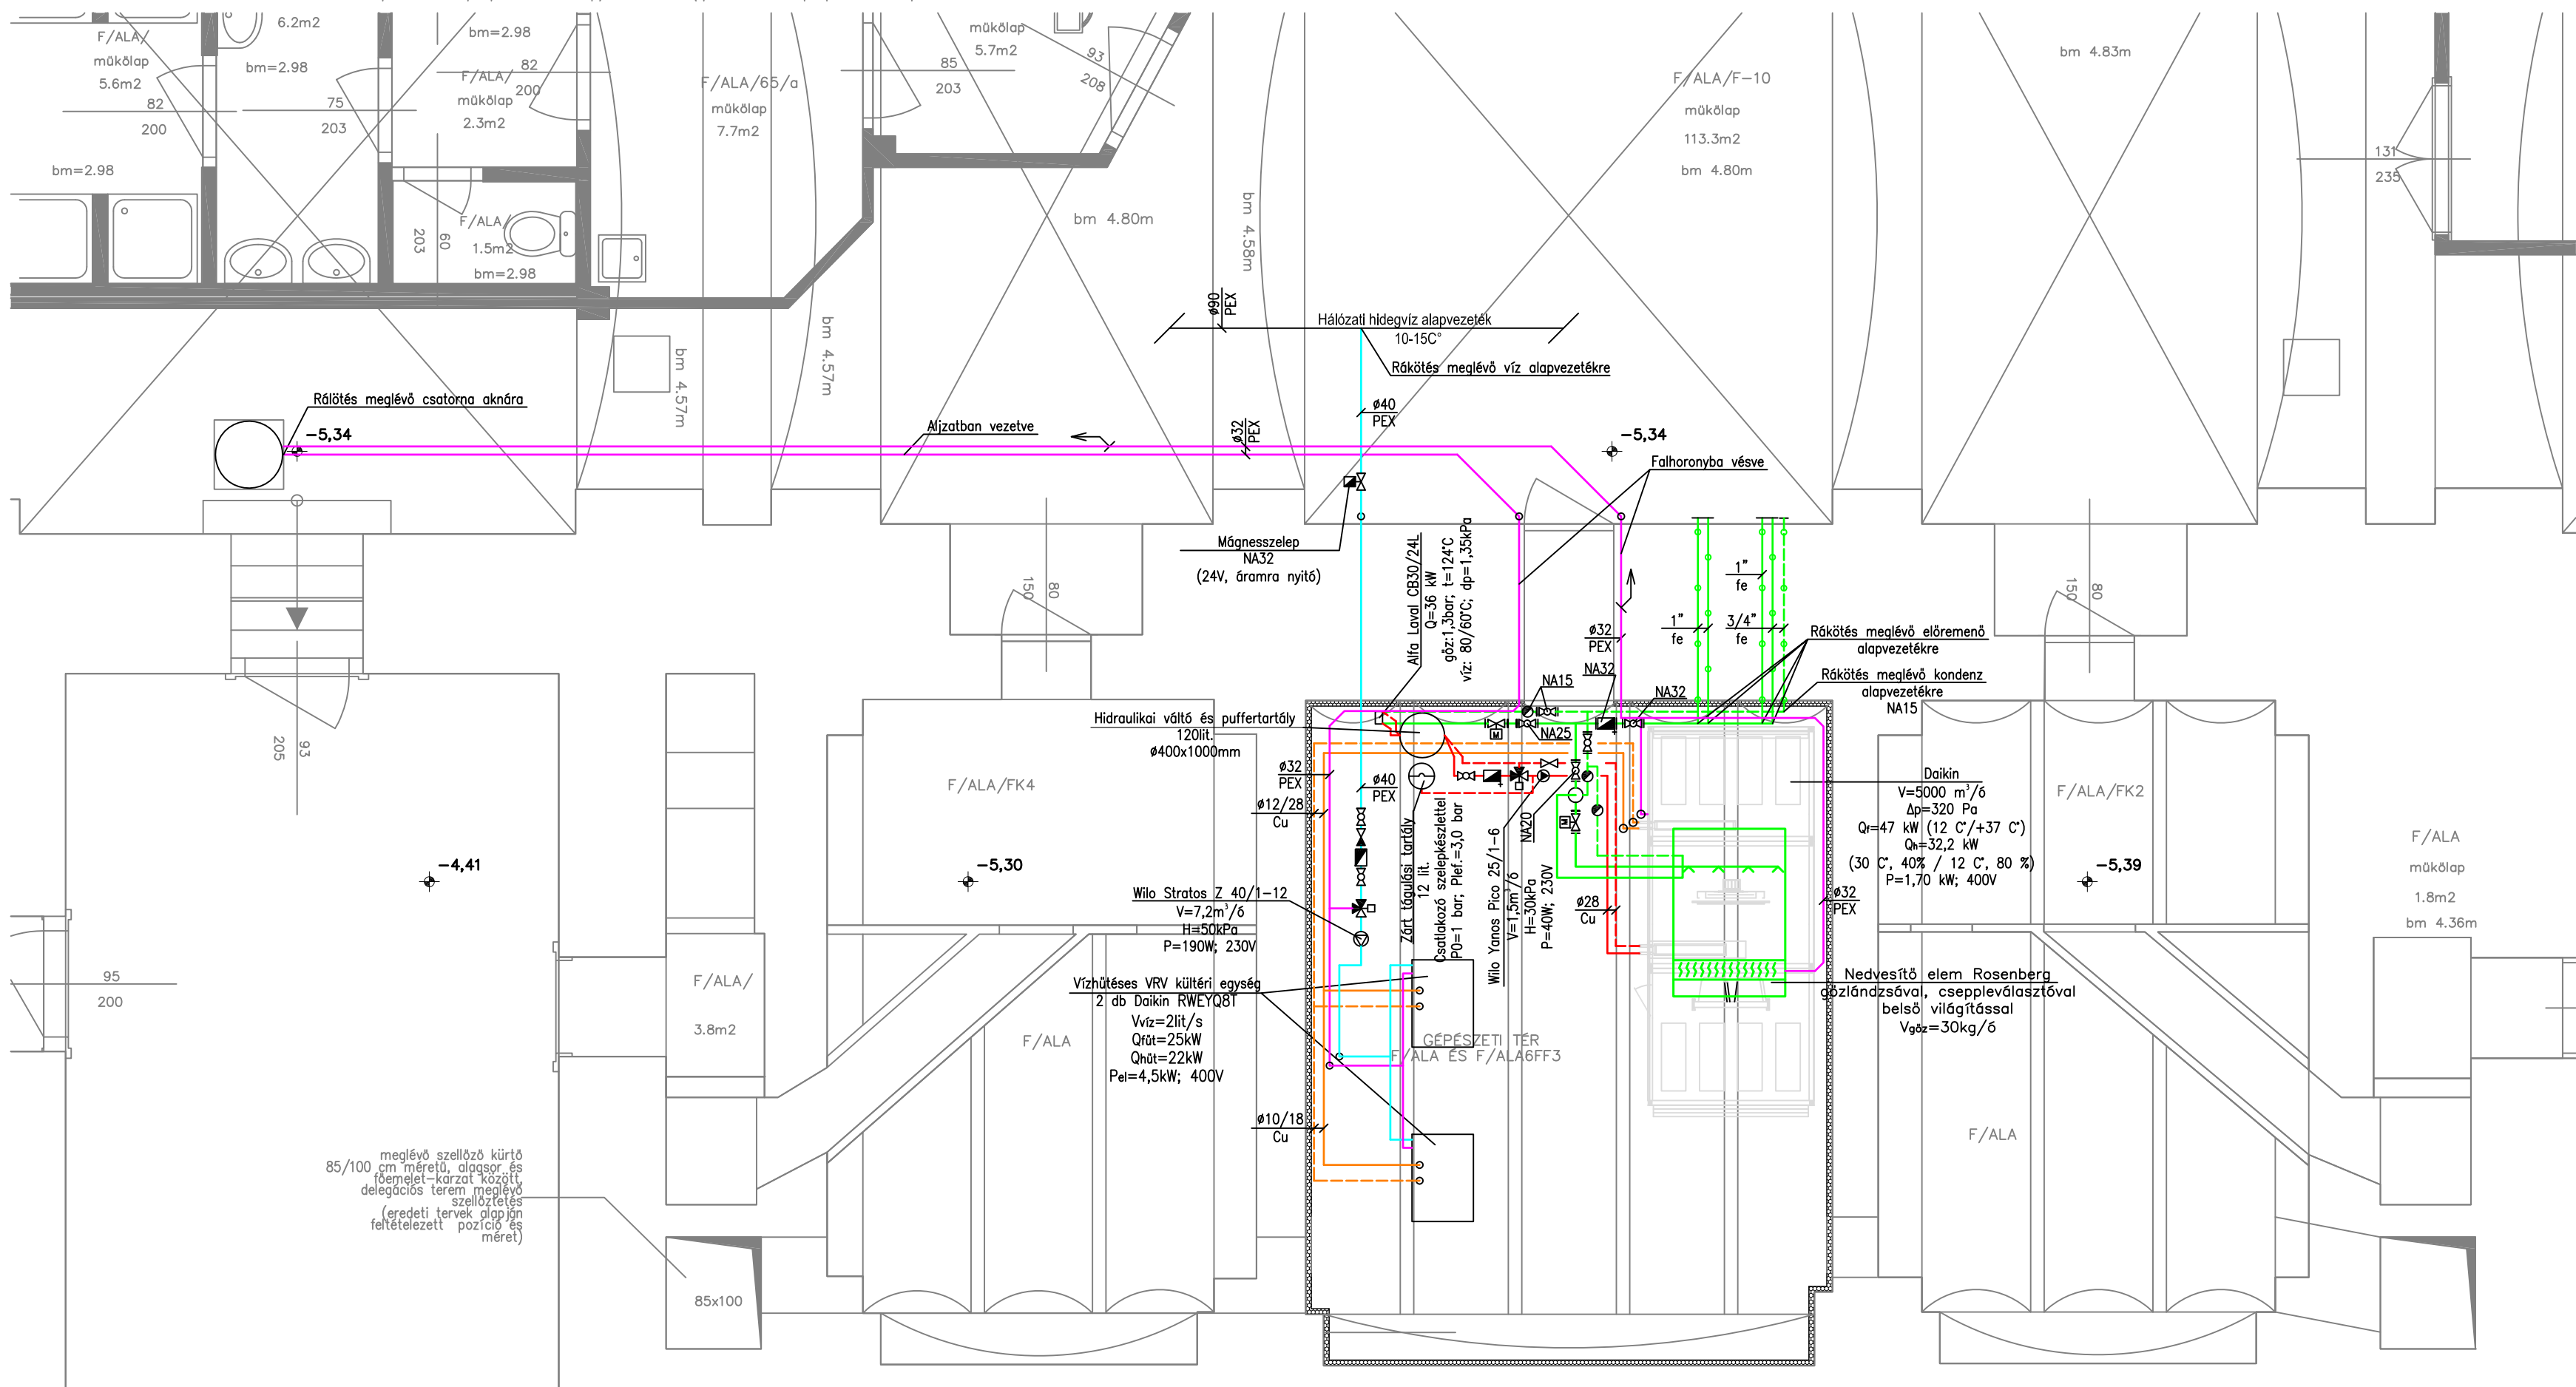 F/ALA/
műkőlap
5.6m2
82
200
bm=2.98
6.2m2
bm=2.98
75
203
bm=2.98
F/ALA/
műkőlap
2.3m2
82
200
F/ALA/
1.5m2
bm=2.98
60
203
F/ALA/65/a
műkőlap
7.7m2
85
203
műkőlap
5.7m2
93
208
bm 4.80m
bm 4.58m
bm 4.57m
bm 4.57m
F/ALA/F-10
műkőlap
113.3m2
bm 4.80m
bm 4.83m
131
235
ø90
PEX
Hálózati hidegvíz alapvezeték
10-15C°
Rákötés meglévő víz alapvezetékre
ø40
PEX
Rálötés meglévő csatorna aknára
-5,34
Aljzatban vezetve
ø32
PEX
-5,34
Falhoronyba vésve
Mágnesszelep
NA32
(24V, áramra nyitó)
Alfa Laval CB30/24L
Q=36 kW
gőz:1,3bar; t=124°C
víz: 80/60°C; dp=1,35kPa
150
80
150
80
1"
fe
1"
fe
3/4"
fe
ø32
PEX
Rákötés meglévő előremenő
alapvezetékre
Rákötés meglévő kondenz
alapvezetékre
NA15
NA15
NA32
NA32
NA25
Hidraulikai váltó és puffertartály
120lit.
ø400x1000mm
ø32
PEX
ø40
PEX
ø12/28
Cu
93
205
F/ALA/FK4
F/ALA/FK2
Daikin
V=5000 m³/ó
Δp=320 Pa
Qf=47 kW (12 C°/+37 C°)
Qh=32,2 kW
(30 C°, 40% / 12 C°, 80 %)
P=1,70 kW; 400V
F/ALA
műkőlap
1.8m2
bm 4.36m
-4,41
-5,30
-5,39
M
M
Zárt tágulási tartály
12 lit.
Csatlakozó szelepkészlettel
P0=1 bar, Plef.=3,0 bar
Wilo Yanos Pico 25/1-6
V=1,5m³/ó
H=30kPa
P=40W; 230V
NA20
ø28
Cu
ø32
PEX
Wilo Stratos Z 40/1-12
V=7,2m³/ó
H=50kPa
P=190W; 230V
95
200
F/ALA/
3.8m2
Vízhűtéses VRV kültéri egység
2 db Daikin RWEYQ8T
Vvíz=2lit/s
Qfűt=25kW
Qhűt=22kW
Pel=4,5kW; 400V
Nedvesítő elem Rosenberg
gőzlándzsával, cseppleválasztóval
belső világítással
Vgőz=30kg/ó
F/ALA
GÉPÉSZETI TÉR
F/ALA ÉS F/ALA6FF3
F/ALA
ø10/18
Cu
meglévő szellőző kürtő
85/100 cm méretű, alagsor és
főemelet-karzat között,
delegációs terem meglévő
szellőztetés
(eredeti tervek alapján
feltételezett pozíció és
méret)
85x100